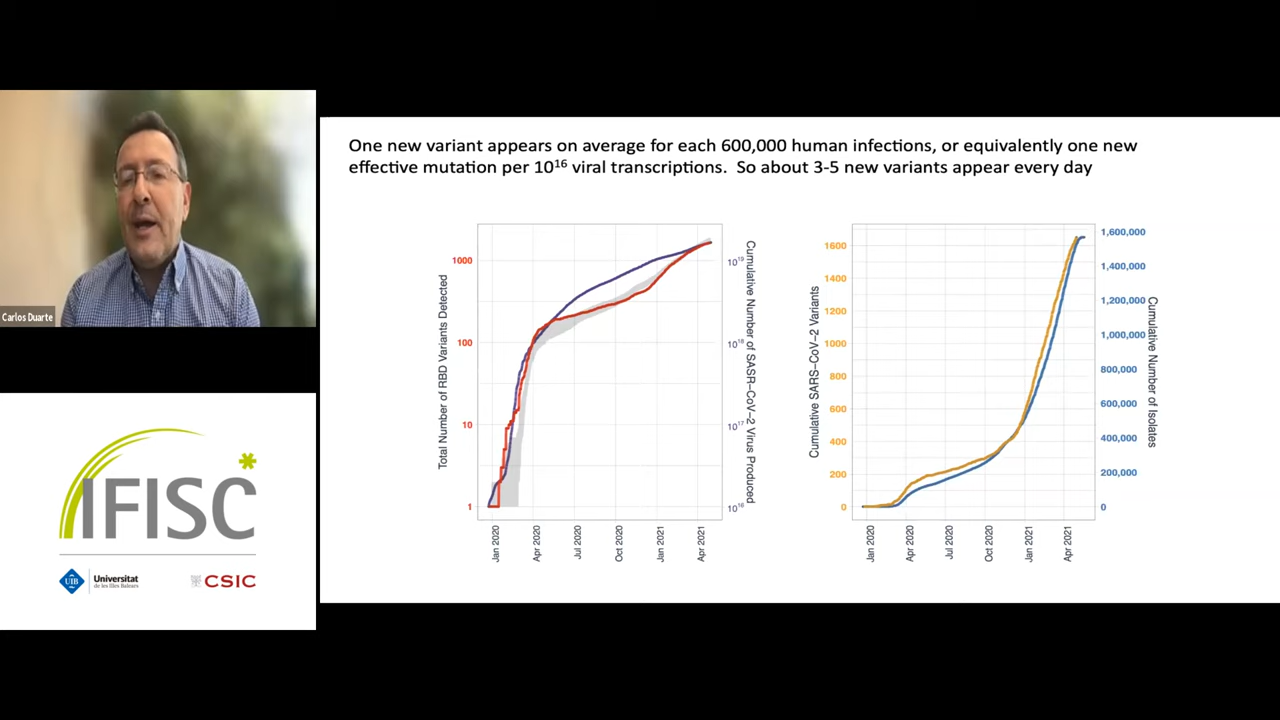 One new variant appears on average for each 600,000 human infections, or equivalently one new
effective mutation per 10¹⁶ viral transcriptions. So about 3-5 new variants appear every day
Carlos Duarte
IFISC
UIB
Universitat
de les Illes Balears
CSIC
Total Number of RBD Variants Detected
1000
100
10
1
10¹⁹
10¹⁸
10¹⁷
10¹⁶
Cumulative Number of SASR-CoV-2 Virus Produced
Jan 2020
Apr 2020
Jul 2020
Oct 2020
Jan 2021
Apr 2021
Cumulative SARS-CoV-2 Variants
1600
1400
1200
1000
800
600
400
200
0
1,600,000
1,400,000
1,200,000
1,000,000
800,000
600,000
400,000
200,000
0
Cumulative Number of Isolates
Jan 2020
Apr 2020
Jul 2020
Oct 2020
Jan 2021
Apr 2021